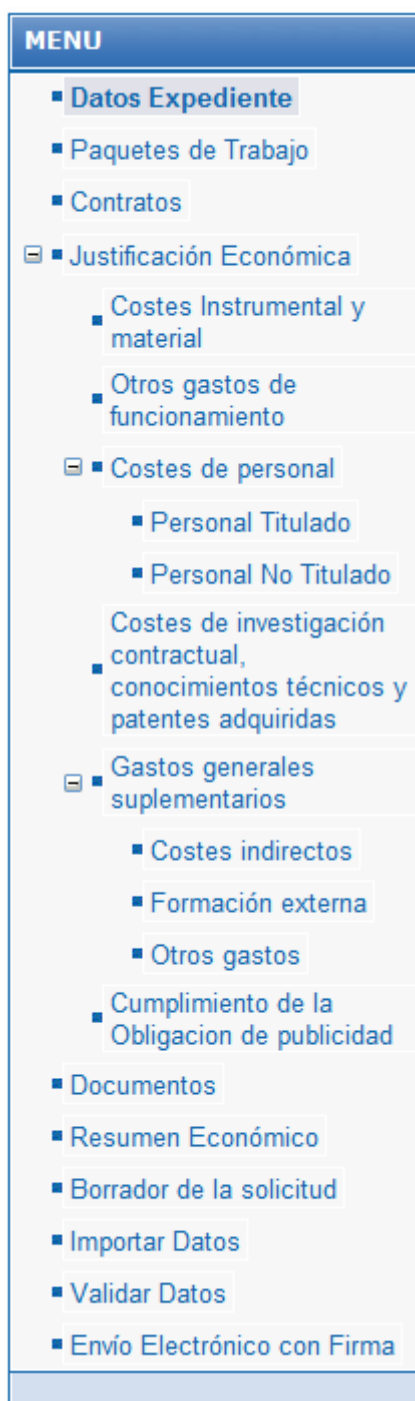 MENU
Datos Expediente
Paquetes de Trabajo
Contratos
Justificación Económica
Costes Instrumental y
material
Otros gastos de
funcionamiento
Costes de personal
Personal Titulado
Personal No Titulado
Costes de investigación
contractual,
conocimientos técnicos y
patentes adquiridas
Gastos generales
suplementarios
Costes indirectos
Formación externa
Otros gastos
Cumplimiento de la
Obligacion de publicidad
Documentos
Resumen Económico
Borrador de la solicitud
Importar Datos
Validar Datos
Envío Electrónico con Firma